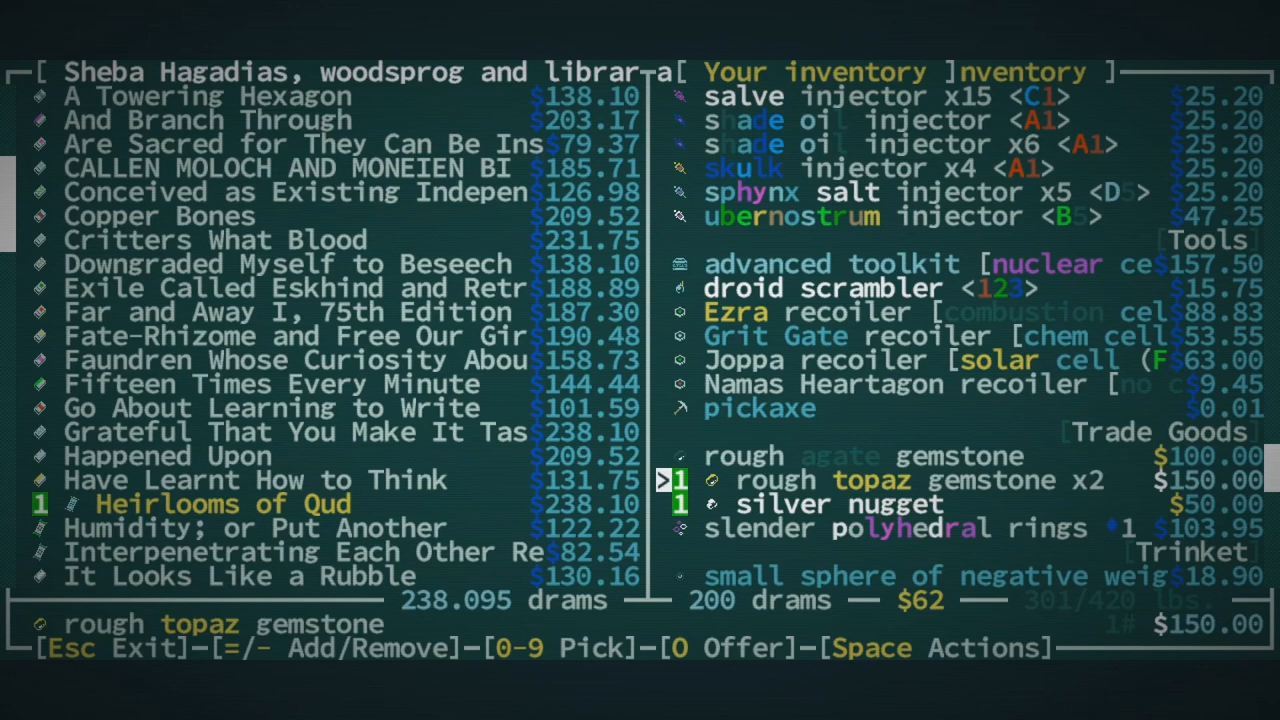 [ Sheba Hagadias, woodsprog and librar
A Towering Hexagon $138.10
And Branch Through $203.17
Are Sacred for They Can Be Ins$79.37
CALLEN MOLOCH AND MONEIEN BI $185.71
Conceived as Existing Indepen$126.98
Copper Bones $209.52
Critters What Blood $231.75
Downgraded Myself to Beseech $138.10
Exile Called Eskhind and Retr$188.89
Far and Away I, 75th Edition $187.30
Fate-Rhizome and Free Our Gir$190.48
Faundren Whose Curiosity Abou$158.73
Fifteen Times Every Minute $144.44
Go About Learning to Write $101.59
Grateful That You Make It Tas$238.10
Happened Upon $209.52
Have Learnt How to Think $131.75
1 Heirlooms of Qud $238.10
Humidity; or Put Another $122.22
Interpenetrating Each Other Re$82.54
It Looks Like a Rubble $130.16
238.095 drams
a[ Your inventory ]nventory ]
salve injector x15 <C1> $25.20
shade oil injector <A1> $25.20
shade oil injector x6 <A1> $25.20
skulk injector x4 <A1> $25.20
sphynx salt injector x5 <D5> $25.20
ubernostrum injector <B5> $47.25
[Tools]
advanced toolkit [nuclear ce$157.50
droid scrambler <123> $15.75
Ezra recoiler [combustion cel$88.83
Grit Gate recoiler [chem cell$53.55
Joppa recoiler [solar cell (F$63.00
Namas Heartagon recoiler [no c$9.45
pickaxe $0.01
[Trade Goods]
rough agate gemstone $100.00
>1 rough topaz gemstone x2 $150.00
1 silver nugget $50.00
slender polyhedral rings ♦1 $103.95
[Trinket]
small sphere of negative weig$18.90
200 drams — $62 — 301/420 lbs.
rough topaz gemstone 1# $150.00
[Esc Exit]-[=/- Add/Remove]-[0-9 Pick]-[O Offer]-[Space Actions]